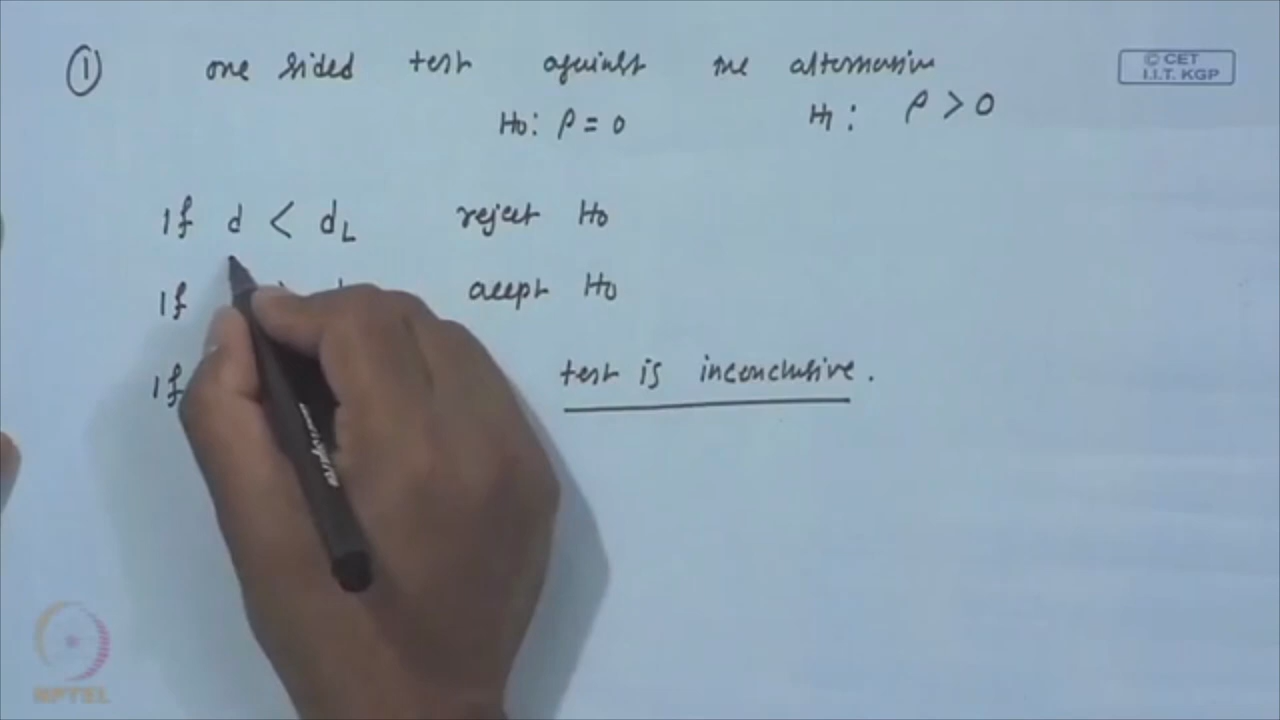 ① one sided test against the alternative
© CET
I.I.T. KGP
H₀: ρ = 0 H₁: ρ > 0
If d < d_L reject H₀
If accept H₀
If test is inconclusive.
NPTEL